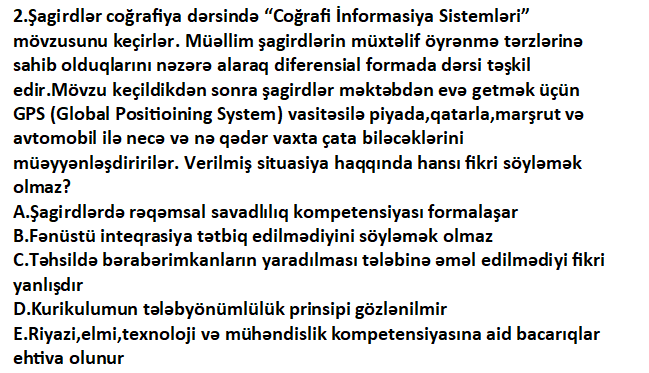 2.Şagirdlər coğrafiya dərsində “Coğrafi İnformasiya Sistemləri”
mövzusunu keçirlər. Müəllim şagirdlərin müxtəlif öyrənmə tərzlərinə
sahib olduqlarını nəzərə alaraq diferensial formada dərsi təşkil
edir.Mövzu keçildikdən sonra şagirdlər məktəbdən evə getmək üçün
GPS (Global Positioining System) vasitəsilə piyada,qatarla,marşrut və
avtomobil ilə necə və nə qədər vaxta çata biləcəklərini
müəyyənləşdiririlər. Verilmiş situasiya haqqında hansı fikri söyləmək
olmaz?
A.Şagirdlərdə rəqəmsal savadlılıq kompetensiyası formalaşar
B.Fənüstü inteqrasiya tətbiq edilmədiyini söyləmək olmaz
C.Təhsildə bərabərimkanların yaradılması tələbinə əməl edilmədiyi fikri
yanlışdır
D.Kurikulumun tələbyönümlülük prinsipi gözlənilmir
E.Riyazi,elmi,texnoloji və mühəndislik kompetensiyasına aid bacarıqlar
ehtiva olunur